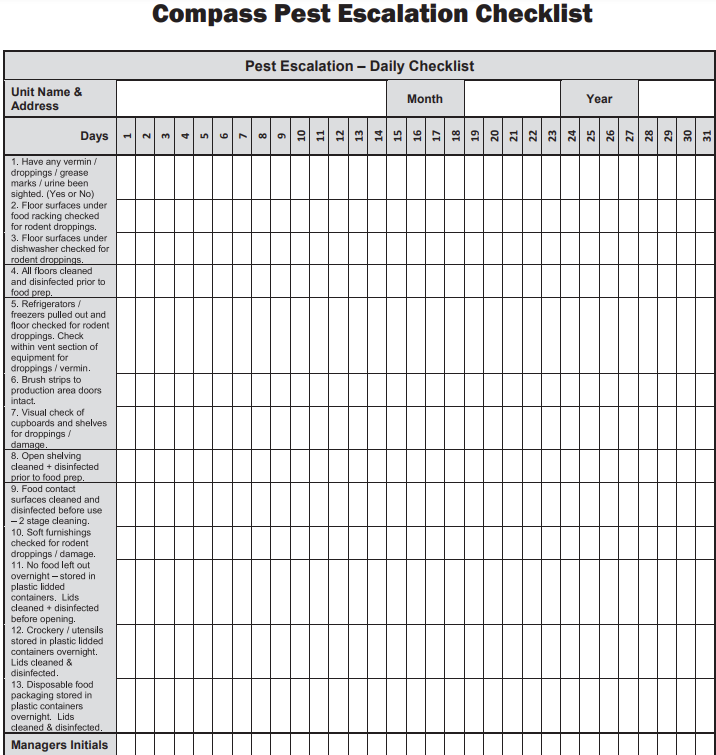 Compass Pest Escalation Checklist
Pest Escalation – Daily Checklist
Unit Name &
Address
Month
Year
Days 1 2 3 4 5 6 7 8 9 10 11 12 13 14 15 16 17 18 19 20 21 22 23 24 25 26 27 28 29 30 31
1. Have any vermin /
droppings / grease
marks / urine been
sighted. (Yes or No)
2. Floor surfaces under
food racking checked
for rodent droppings.
3. Floor surfaces under
dishwasher checked for
rodent droppings.
4. All floors cleaned
and disinfected prior to
food prep.
5. Refrigerators /
freezers pulled out and
floor checked for rodent
droppings. Check
within vent section of
equipment for
droppings / vermin.
6. Brush strips to
production area doors
intact.
7. Visual check of
cupboards and shelves
for droppings /
damage.
8. Open shelving
cleaned + disinfected
prior to food prep.
9. Food contact
surfaces cleaned and
disinfected before use
– 2 stage cleaning.
10. Soft furnishings
checked for rodent
droppings / damage.
11. No food left out
overnight – stored in
plastic lidded
containers. Lids
cleaned + disinfected
before opening.
12. Crockery / utensils
stored in plastic lidded
containers overnight.
Lids cleaned &
disinfected.
13. Disposable food
packaging stored in
plastic containers
overnight. Lids
cleaned & disinfected.
Managers Initials